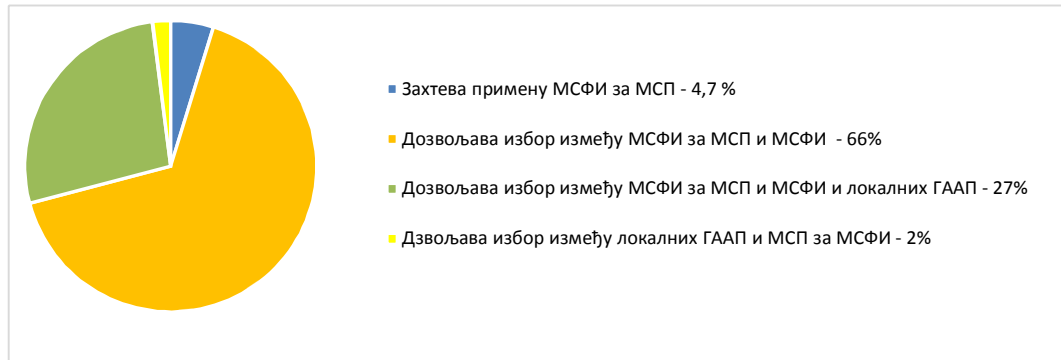 Захтева примену МСФИ за МСП - 4,7 %
Дозвољава избор између МСФИ за МСП и МСФИ - 66%
Дозвољава избор између МСФИ за МСП и МСФИ и локалних ГААП - 27%
Дзвољава избор између локалних ГААП и МСП за МСФИ - 2%